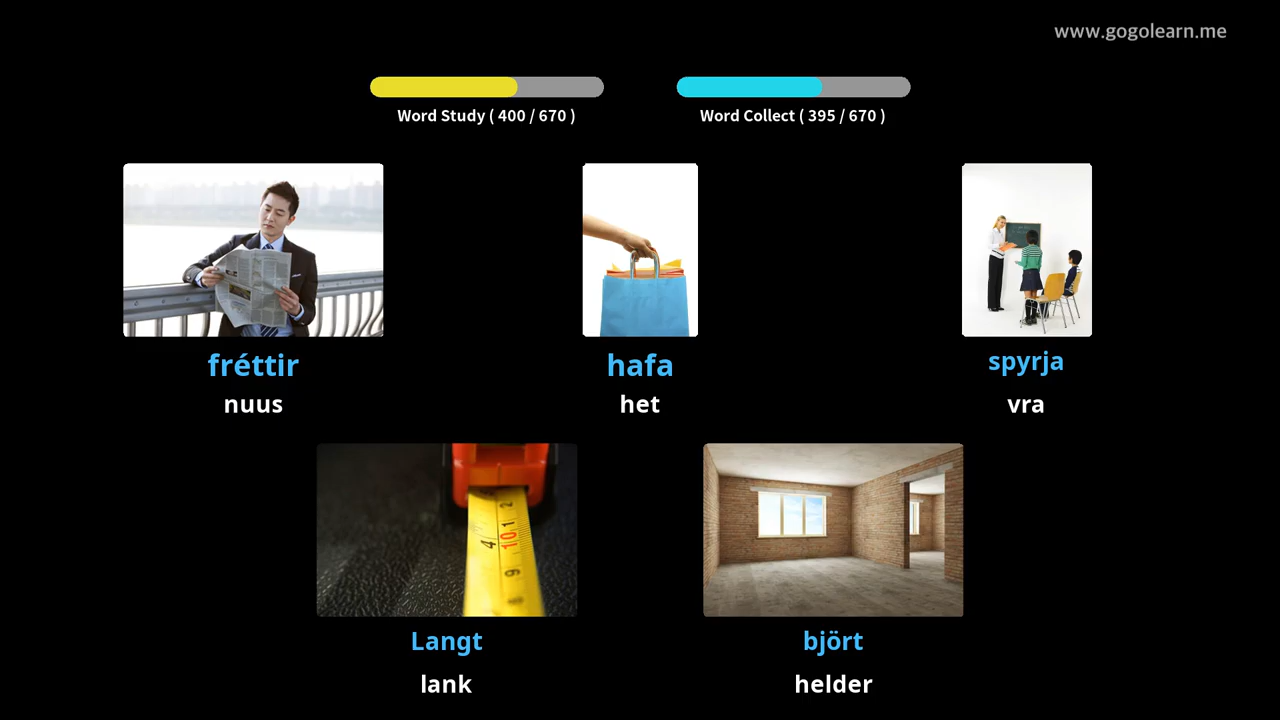 www.gogolearn.me
Word Study ( 400 / 670 )
Word Collect ( 395 / 670 )
fréttir
nuus
hafa
het
spyrja
vra
Langt
lank
björt
helder